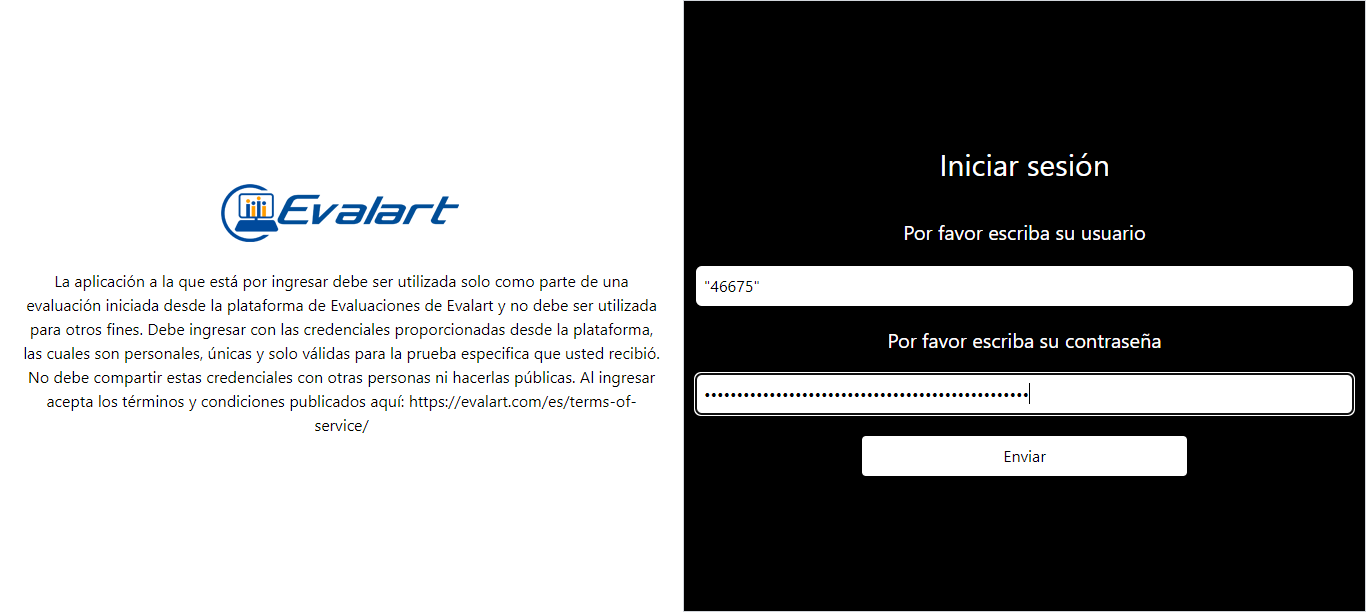 Evalart
La aplicación a la que está por ingresar debe ser utilizada solo como parte de una
evaluación iniciada desde la plataforma de Evaluaciones de Evalart y no debe ser utilizada
para otros fines. Debe ingresar con las credenciales proporcionadas desde la plataforma,
las cuales son personales, únicas y solo válidas para la prueba especifica que usted recibió.
No debe compartir estas credenciales con otras personas ni hacerlas públicas. Al ingresar
acepta los términos y condiciones publicados aquí: https://evalart.com/es/terms-of-
service/
Iniciar sesión
Por favor escriba su usuario
"46675"
Por favor escriba su contraseña
Enviar